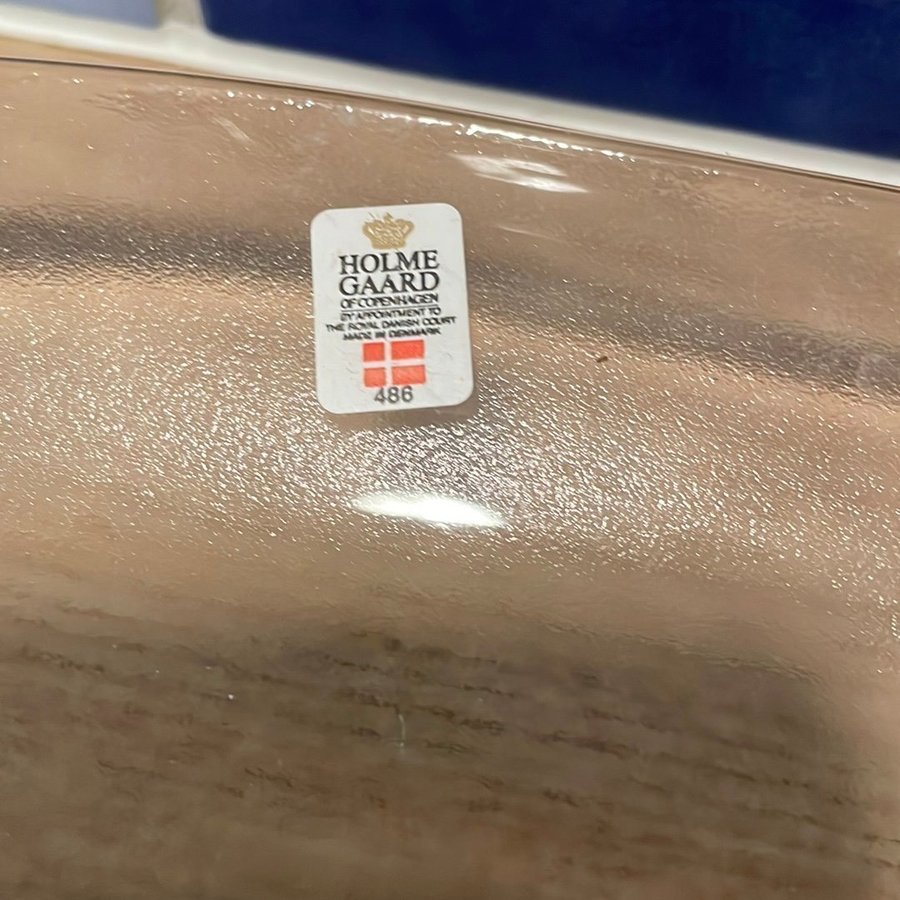 HOLME
GAARD
OF COPENHAGEN
BY APPOINTMENT TO
THE ROYAL DANISH COURT
MADE IN DENMARK
486